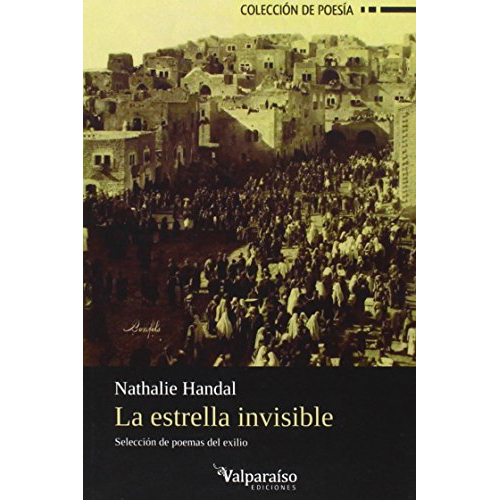 COLECCIÓN DE POESÍA
Nathalie Handal
La estrella invisible
Selección de poemas del exilio
Valparaíso
EDICIONES